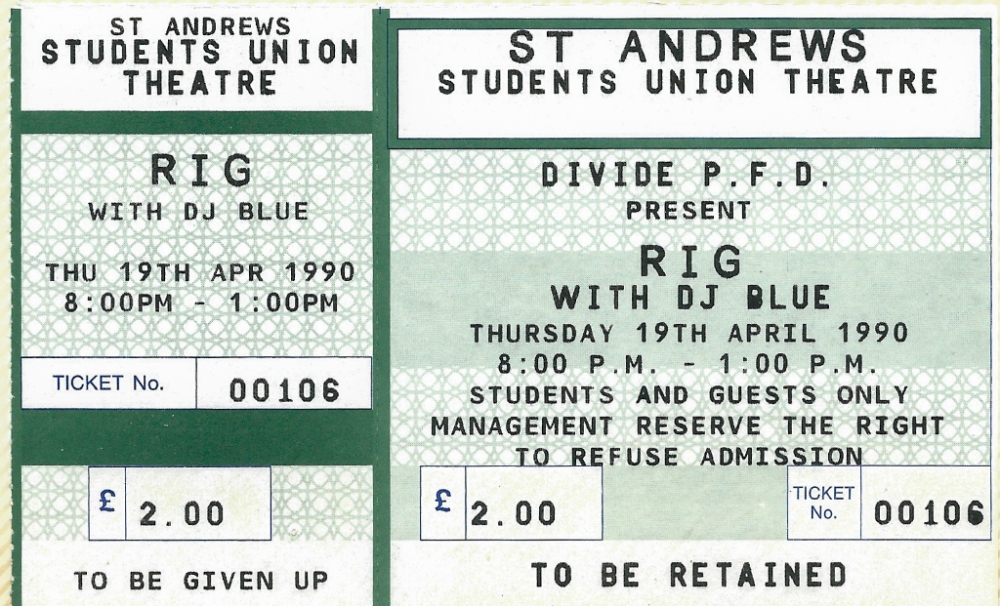 ST ANDREWS
STUDENTS UNION
THEATRE
RIG
WITH DJ BLUE
THU 19TH APR 1990
8:00PM - 1:00PM
TICKET No. 00106
£ 2.00
TO BE GIVEN UP
ST ANDREWS
STUDENTS UNION THEATRE
DIVIDE P.F.D.
PRESENT
RIG
WITH DJ BLUE
THURSDAY 19TH APRIL 1990
8:00 P.M. - 1:00 P.M.
STUDENTS AND GUESTS ONLY
MANAGEMENT RESERVE THE RIGHT
TO REFUSE ADMISSION
£ 2.00
TICKET
No. 00106
TO BE RETAINED